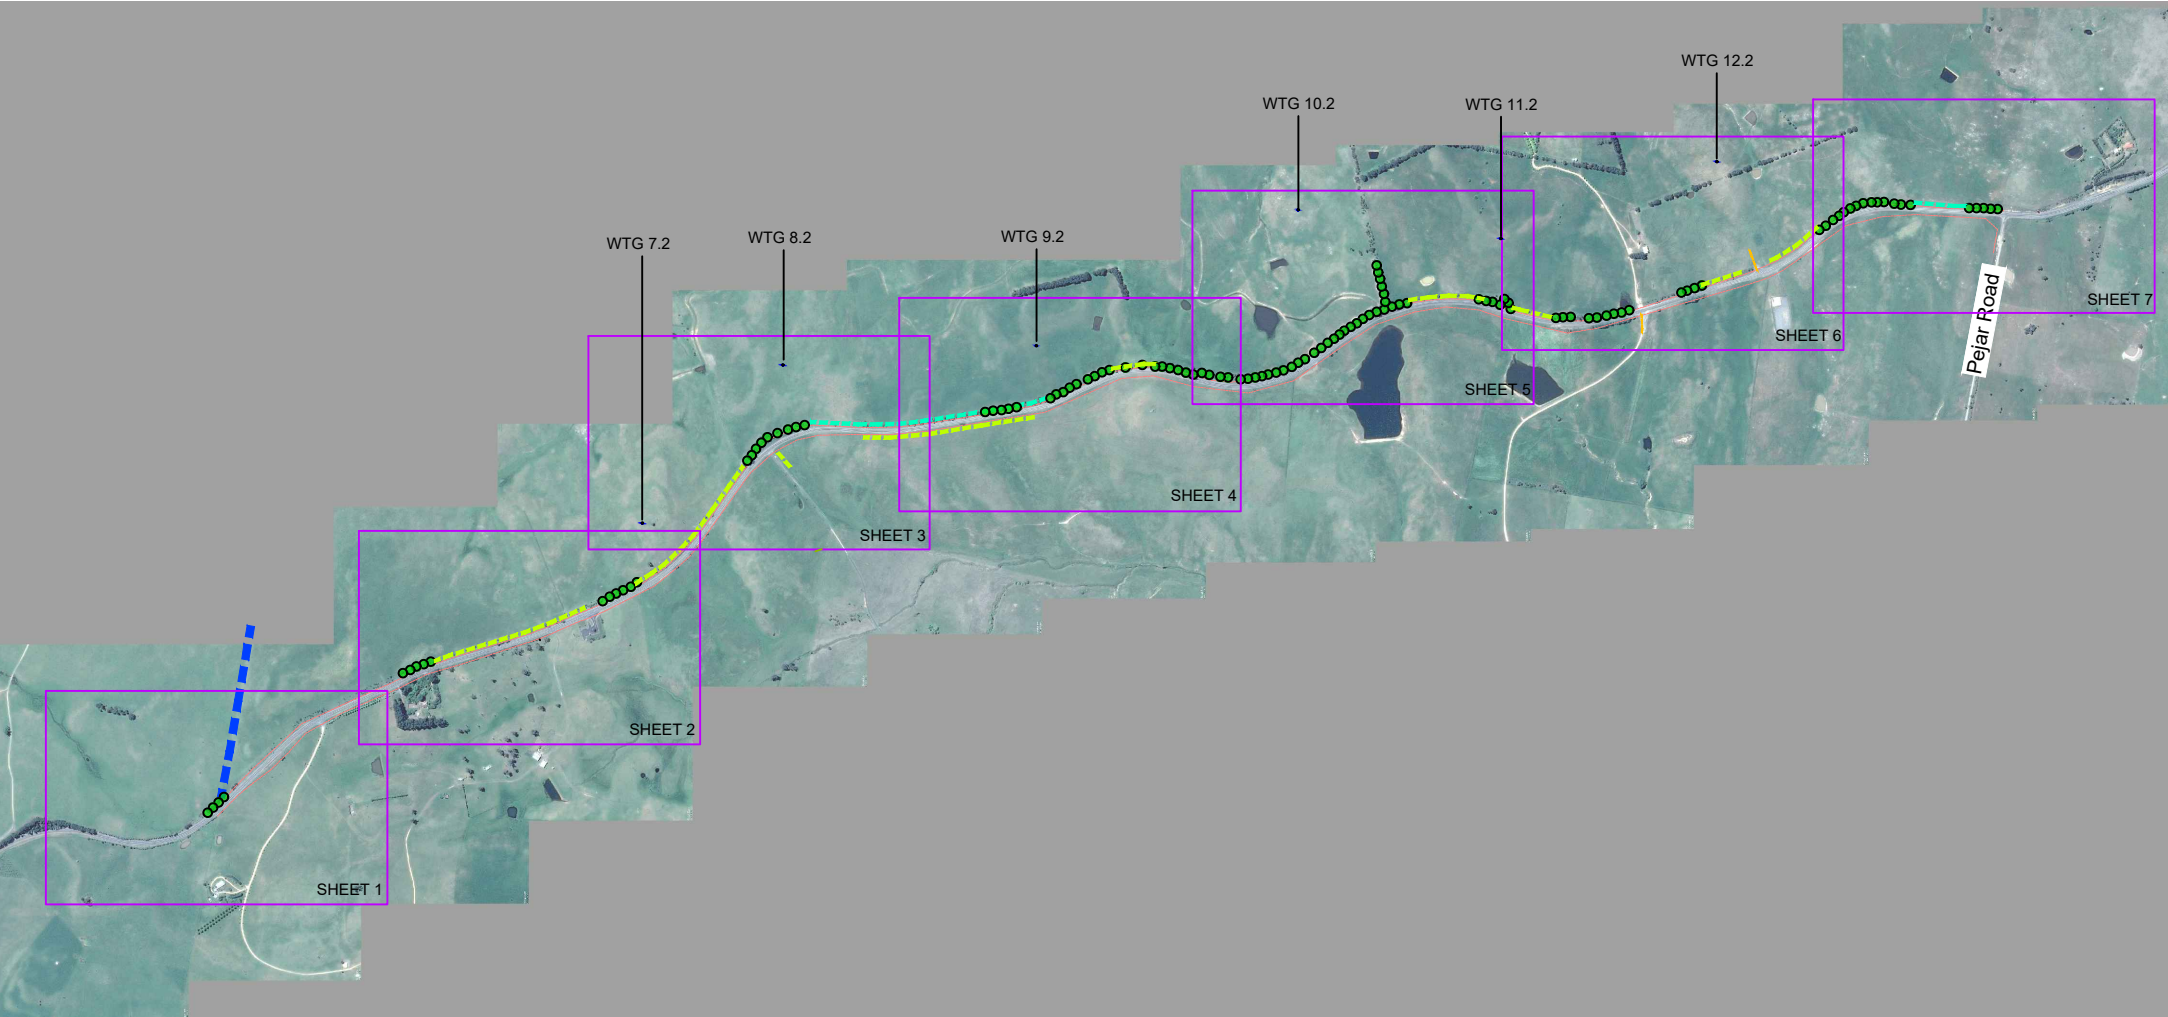 WTG 12.2
WTG 10.2
WTG 11.2
WTG 7.2
WTG 8.2
WTG 9.2
SHEET 7
Pejar Road
SHEET 6
SHEET 5
SHEET 4
SHEET 3
SHEET 2
SHEET 1